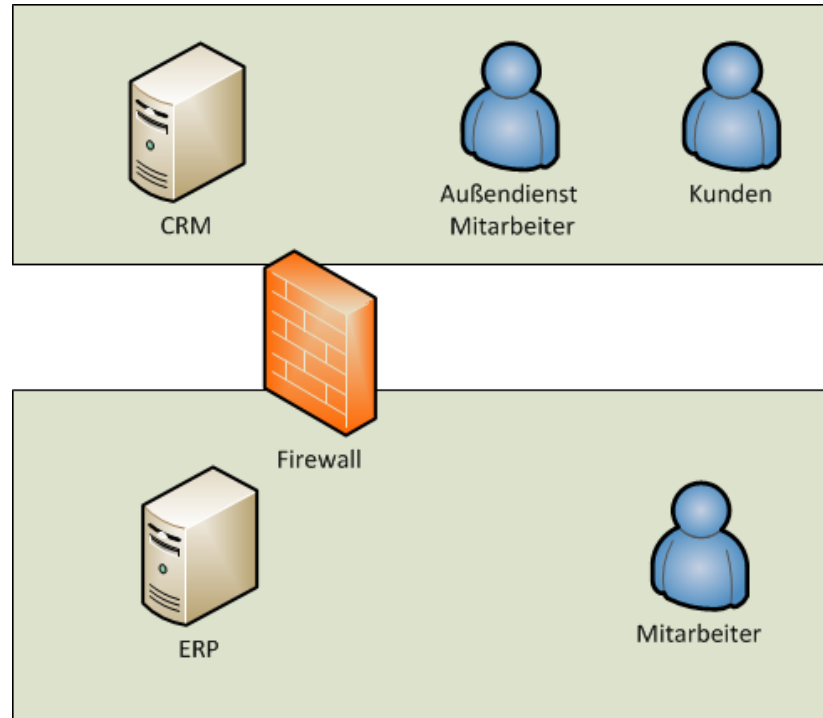 CRM
Außendienst
Mitarbeiter
Kunden
Firewall
ERP
Mitarbeiter